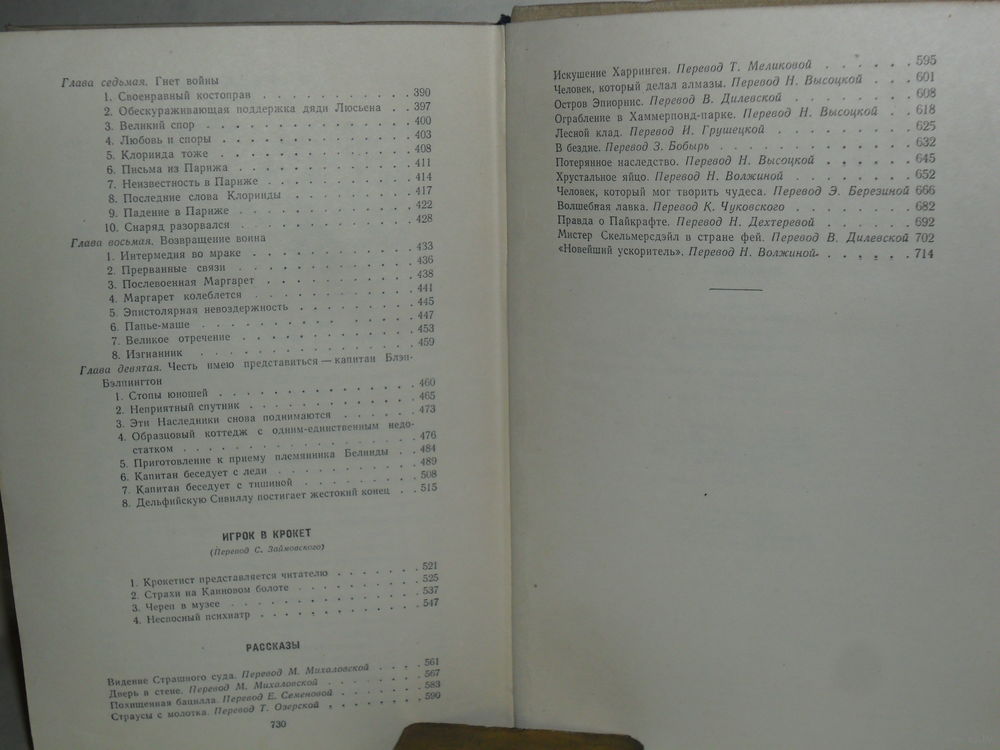 Глава седьмая. Гнет войны
1. Своенравный костоправ . . . . . . . . . . 390
2. Обескураживающая поддержка дяди Люсьена . . 397
3. Великий спор . . . . . . . . . . . . . 400
4. Любовь и споры . . . . . . . . . . . . 403
5. Клоринда тоже . . . . . . . . . . . . 408
6. Письма из Парижа . . . . . . . . . . . 411
7. Неизвестность в Париже . . . . . . . . . 414
8. Последние слова Клоринды . . . . . . . . 417
9. Падение в Париже . . . . . . . . . . . 422
10. Снаряд разорвался . . . . . . . . . . . 428
Глава восьмая. Возвращение воина
1. Интермедия во мраке . . . . . . . . . . 433
2. Прерванные связи . . . . . . . . . . . 436
3. Послевоенная Маргарет . . . . . . . . . 438
4. Маргарет колеблется . . . . . . . . . . 441
5. Эпистолярная невоздержность . . . . . . . 445
6. Папье-маше . . . . . . . . . . . . . 447
7. Великое отречение . . . . . . . . . . . 453
8. Изгнанник . . . . . . . . . . . . . 459
Глава девятая. Честь имею представиться — капитан Блэп-
Бэлпингтон
1. Стопы юношей . . . . . . . . . . . . 460
2. Неприятный спутник . . . . . . . . . . 465
3. Эти Наследники снова поднимаются . . . . . . 473
4. Образцовый коттедж с одним-единственным недо-
статком . . . . . . . . . . . . . . 476
5. Приготовление к приему племянника Белинды . . 484
6. Капитан беседует с леди . . . . . . . . . 489
7. Капитан беседует с тишиной . . . . . . . . 508
8. Дельфийскую Сивиллу постигает жестокий конец . . 515
ИГРОК В КРОКЕТ
(Перевод С. Займовского)
1. Крокетист представляется читателю . . . . . . 521
2. Страхи на Каиновом болоте . . . . . . . . 525
3. Череп в музее . . . . . . . . . . . . 537
4. Несносный психиатр . . . . . . . . . . 547
РАССКАЗЫ
Видение Страшного суда. Перевод М. Михаловской . . . . 561
Дверь в стене. Перевод М. Михаловской . . . . . . . 567
Похищенная бацилла. Перевод Е. Семеновой . . . . . . 583
Страусы с молотка. Перевод Т. Озерской . . . . . . . 590
730
Искушение Харрингея. Перевод Т. Меликовой . . . . . . 595
Человек, который делал алмазы. Перевод Н. Высоцкой . . . 601
Остров Эпиорнис. Перевод В. Дилевской . . . . . . . . 608
Ограбление в Хаммерпонд-парке. Перевод Н. Высоцкой . . 618
Лесной клад. Перевод И. Грушецкой . . . . . . . . . 625
В бездне. Перевод З. Бобырь . . . . . . . . . . . 632
Потерянное наследство. Перевод Н. Высоцкой . . . . . . 645
Хрустальное яйцо. Перевод Н. Волжиной . . . . . . . . 652
Человек, который мог творить чудеса. Перевод Э. Березиной 666
Волшебная лавка. Перевод К. Чуковского . . . . . . . . 682
Правда о Пайкрафте. Перевод Н. Дехтеревой . . . . . . 692
Мистер Скельмерсдэйл в стране фей. Перевод В. Дилевской 702
«Новейший ускоритель». Перевод Н. Волжиной . . . . . . 714